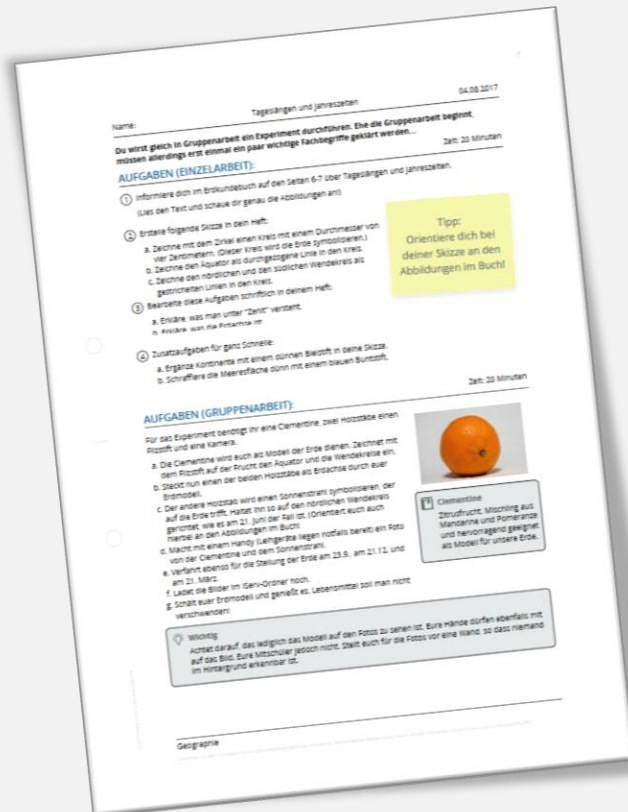 Name:
Tageslängen und Jahreszeiten
04.08.2017
Du wirst gleich in Gruppenarbeit ein Experiment durchführen. Ehe die Gruppenarbeit beginnt,
müssen allerdings erst einmal ein paar wichtige Fachbegriffe geklärt werden...
AUFGABEN (EINZELARBEIT):
Zeit: 20 Minuten
1 Informiere dich im Erdkundebuch auf den Seiten 6-7 über Tageslängen und Jahreszeiten.
(Lies den Text und schaue dir genau die Abbildungen an!)
2 Erstelle folgende Skizze in dein Heft:
a. Zeichne mit dem Zirkel einen Kreis mit einem Durchmesser von
vier Zentimetern. (Dieser Kreis wird die Erde symbolisieren.)
b. Zeichne den Äquator als durchgezogene Linie in den Kreis.
c. Zeichne den nördlichen und den südlichen Wendekreis als
gestrichelten Linien in den Kreis.
Tipp:
Orientiere dich bei
deiner Skizze an den
Abbildungen im Buch!
3 Bearbeite diese Aufgaben schriftlich in deinem Heft:
a. Erkläre, was man unter "Zenit" versteht.
b. Erkläre, was die Erdachse ist
4 Zusatzaufgaben für ganz Schnelle:
a. Ergänze Kontinente mit einem dünnen Bleistift in deine Skizze.
b. Schraffiere die Meeresfläche dünn mit einem blauen Buntstift.
AUFGABEN (GRUPPENARBEIT):
Zeit: 20 Minuten
Für das Experiment benötigt ihr eine Clementine, zwei Holzstäbe einen
Filzstift und eine Kamera.
a. Die Clementine wird euch als Modell der Erde dienen. Zeichnet mit
dem Filzstift auf der Frucht den Äquator und die Wendekreise ein.
b. Steckt nun einen der beiden Holzstäbe als Erdachse durch euer
Erdmodell.
c. Der andere Holzstab wird einen Sonnenstrahl symbolisieren, der
auf die Erde trifft. Haltet ihn so auf den nördlichen Wendekreis
gerichtet, wie es am 21. Juni der Fall ist. (Orientiert euch auch
hierbei an den Abbildungen im Buch!
d. Macht mit einem Handy (Leihgeräte liegen notfalls bereit) ein Foto
von der Clementine und dem Sonnenstrahl.
e. Verfahrt ebenso für die Stellung der Erde am 23.9., am 21.12. und
am 21. März.
f. Ladet die Bilder im IServ-Ordner hoch.
g. Schält euer Erdmodell und genießt es. Lebensmittel soll man nicht
verschwenden!
Clementine
Zitrusfrucht. Mischling aus
Mandarine und Pomeranze
und hervorragend geeignet
als Modell für unsere Erde.
Wichtig
Achtet darauf, das lediglich das Modell auf den Fotos zu sehen ist. Eure Hände dürfen ebenfalls mit
auf das Bild. Eure Mitschüler jedoch nicht. Stellt euch für die Fotos vor eine Wand, so dass niemand
im Hintergrund erkennbar ist.
Geographie